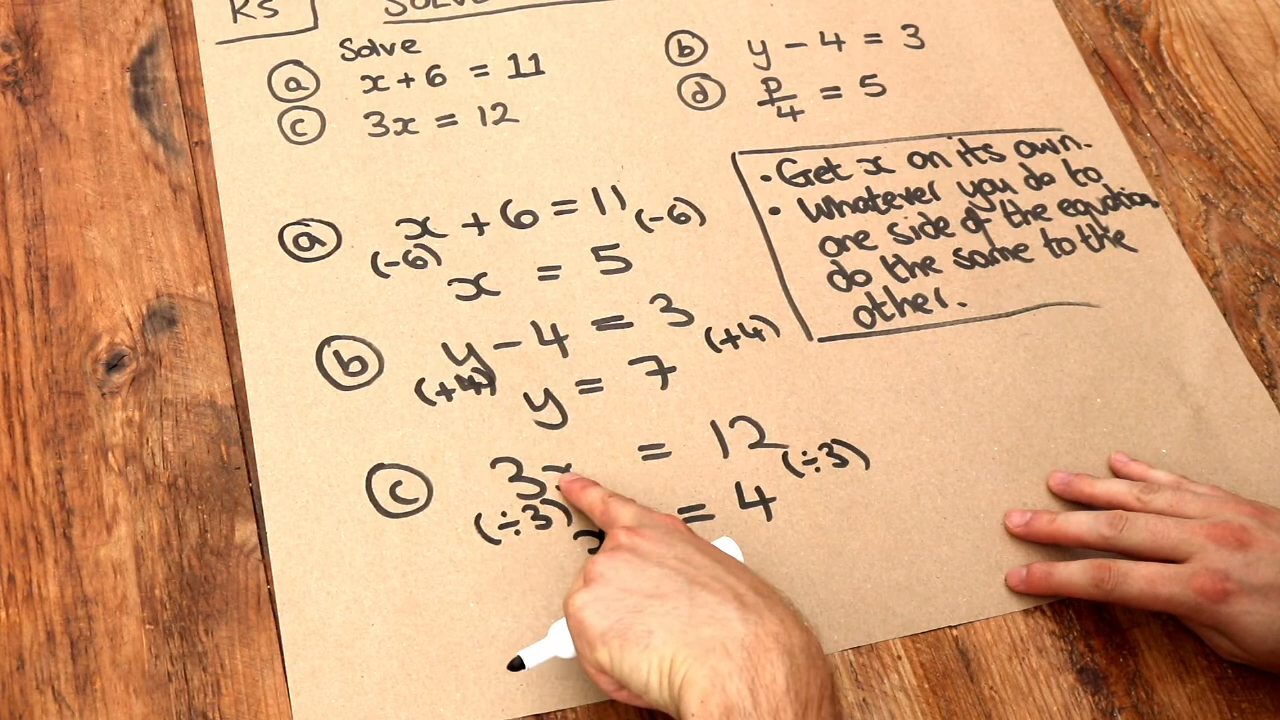 Solve
(a) x + 6 = 11
(b) y - 4 = 3
(c) 3x = 12
(d) p/4 = 5
• Get x on its own.
• Whatever you do to
one side of the equation
do the same to the
other.
(a) x + 6 = 11
(-6) (-6)
x = 5
(b) y - 4 = 3
(+4) (+4)
y = 7
(c) 3x = 12
(÷3) (÷3)
x = 4